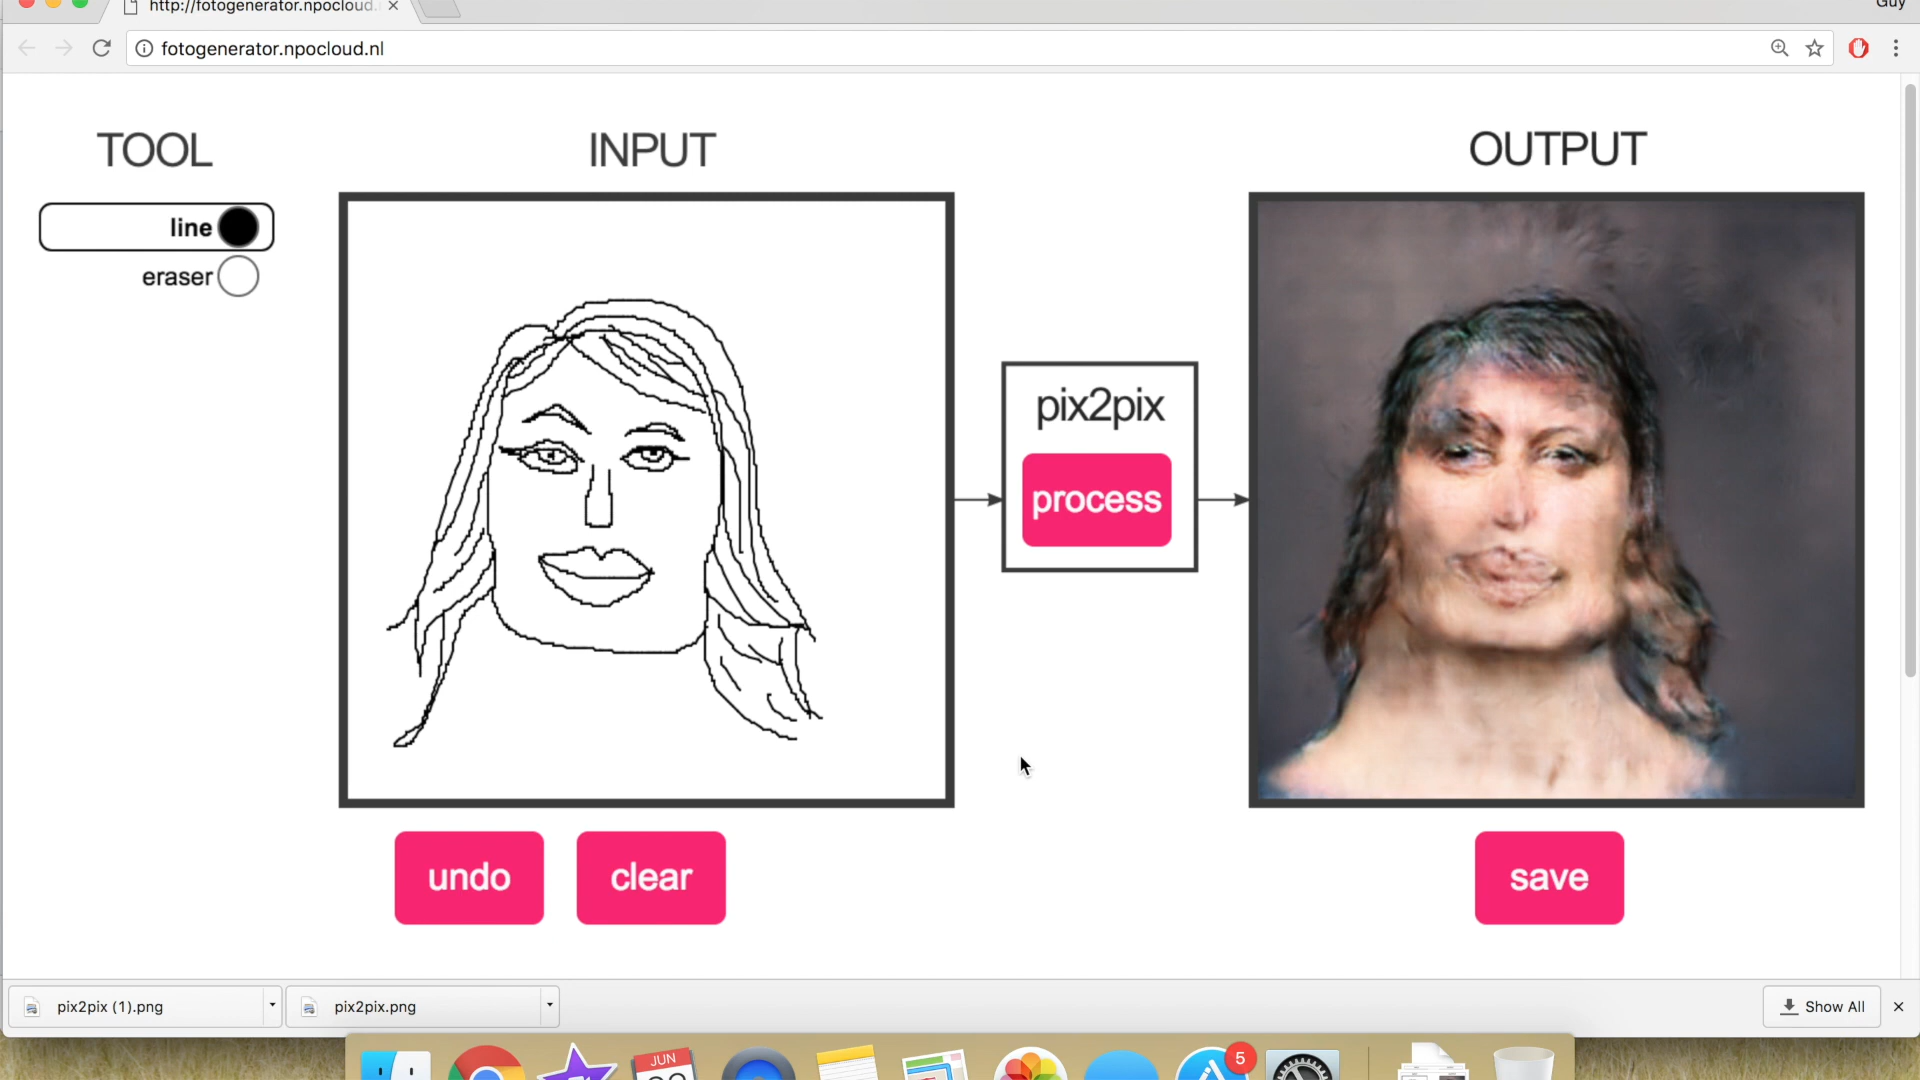 http://fotogenerator.npocloud.
Guy
fotogenerator.npocloud.nl
TOOL
INPUT
OUTPUT
line
eraser
pix2pix
process
undo
clear
save
pix2pix (1).png
pix2pix.png
Show All
JUN
5